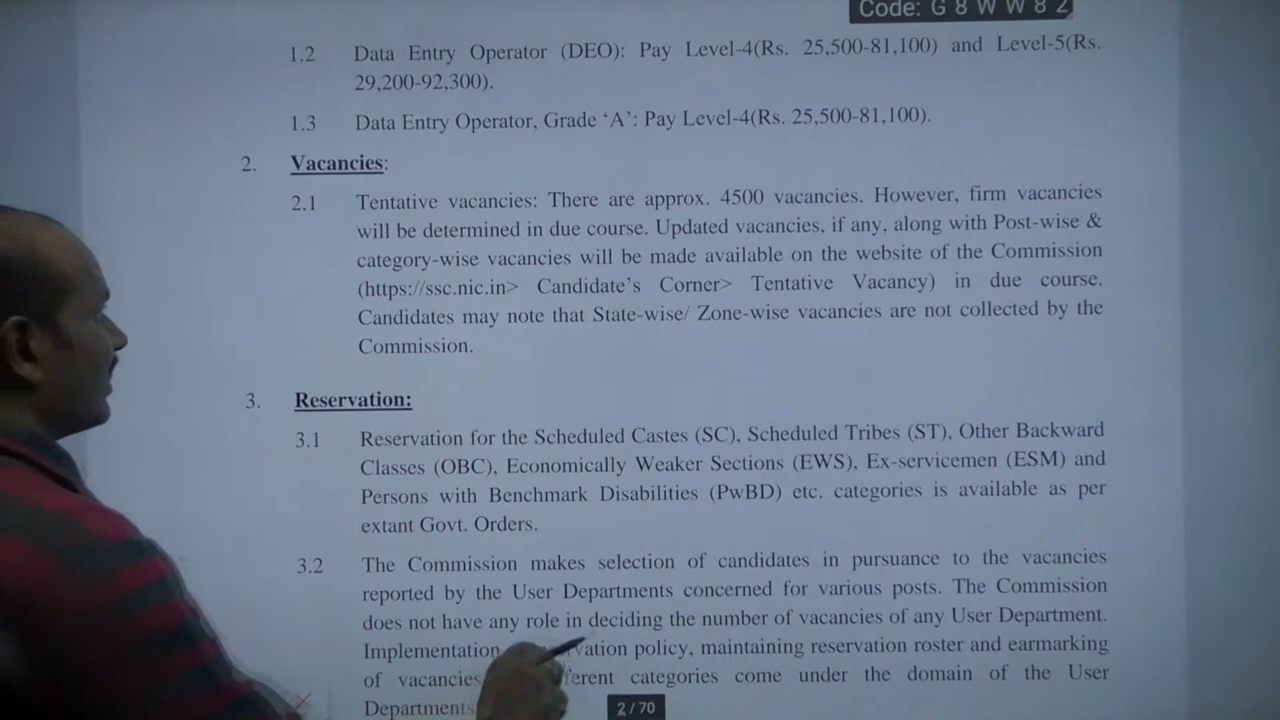 Code: G 8 W W 8 2
1.2 Data Entry Operator (DEO): Pay Level-4(Rs. 25,500-81,100) and Level-5(Rs.
29,200-92,300).
1.3 Data Entry Operator, Grade ‘A’: Pay Level-4(Rs. 25,500-81,100).
2. Vacancies:
2.1 Tentative vacancies: There are approx. 4500 vacancies. However, firm vacancies
will be determined in due course. Updated vacancies, if any, along with Post-wise &
category-wise vacancies will be made available on the website of the Commission
(https://ssc.nic.in> Candidate’s Corner> Tentative Vacancy) in due course.
Candidates may note that State-wise/ Zone-wise vacancies are not collected by the
Commission.
3. Reservation:
3.1 Reservation for the Scheduled Castes (SC), Scheduled Tribes (ST), Other Backward
Classes (OBC), Economically Weaker Sections (EWS), Ex-servicemen (ESM) and
Persons with Benchmark Disabilities (PwBD) etc. categories is available as per
extant Govt. Orders.
3.2 The Commission makes selection of candidates in pursuance to the vacancies
reported by the User Departments concerned for various posts. The Commission
does not have any role in deciding the number of vacancies of any User Department.
Implementation vation policy, maintaining reservation roster and earmarking
of vacancies ferent categories come under the domain of the User
Departments
2 / 70